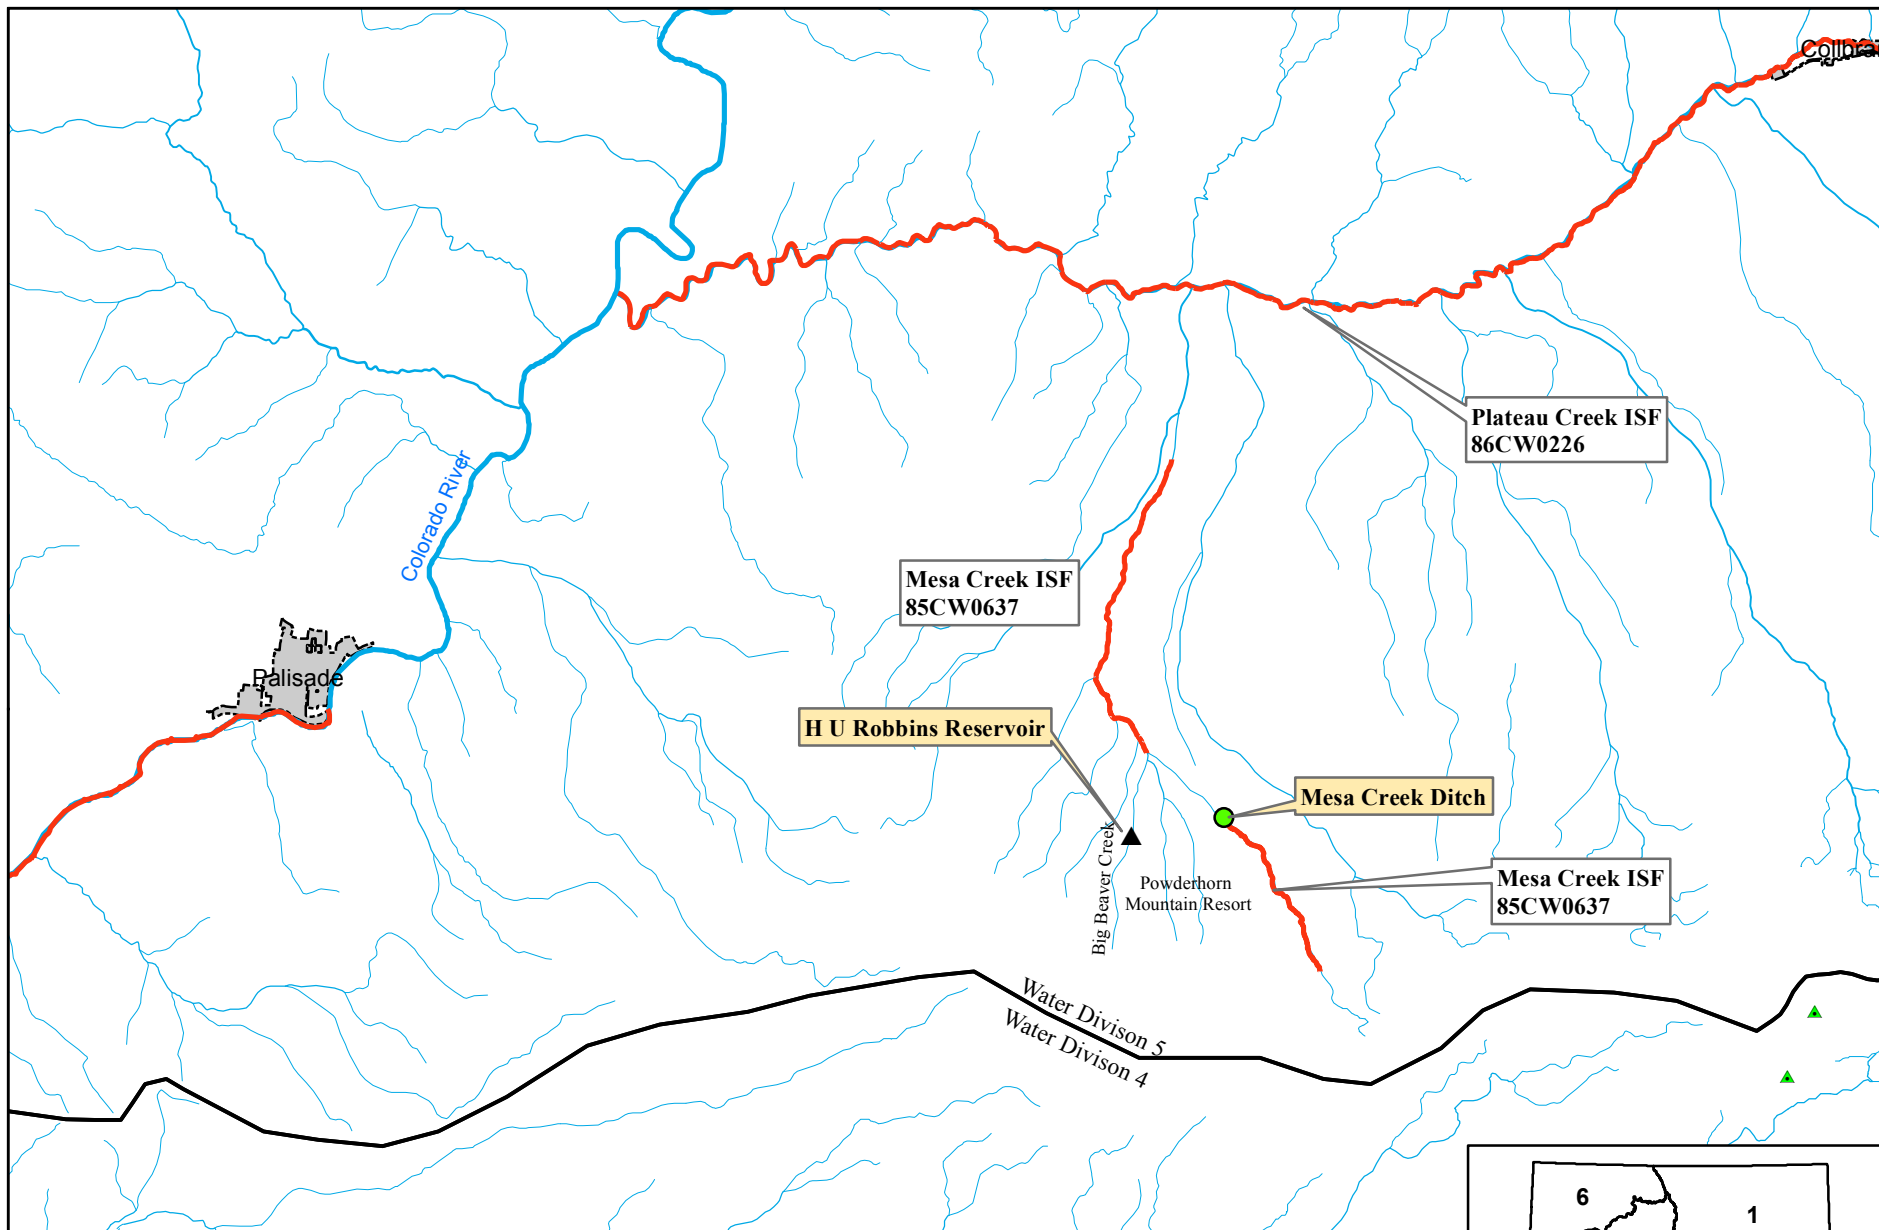 Colorado River
Palisade
Plateau Creek ISF
86CW0226
Mesa Creek ISF
85CW0637
H U Robbins Reservoir
Mesa Creek Ditch
Big Beaver Creek
Powderhorn
Mountain Resort
Mesa Creek ISF
85CW0637
Water Divison 5
Water Divison 4
6
1